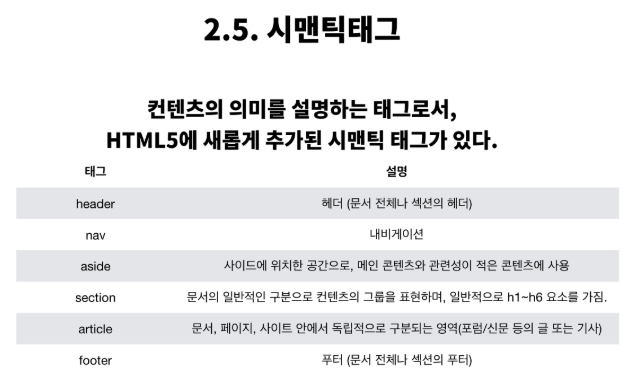 2.5. 시맨틱태그
컨텐츠의 의미를 설명하는 태그로서,
HTML5에 새롭게 추가된 시맨틱 태그가 있다.
태그 설명
header 헤더 (문서 전체나 섹션의 헤더)
nav 내비게이션
aside 사이드에 위치한 공간으로, 메인 콘텐츠와 관련성이 적은 콘텐츠에 사용
section 문서의 일반적인 구분으로 컨텐츠의 그룹을 표현하며, 일반적으로 h1~h6 요소를 가짐.
article 문서, 페이지, 사이트 안에서 독립적으로 구분되는 영역(포럼/신문 등의 글 또는 기사)
footer 푸터 (문서 전체나 섹션의 푸터)